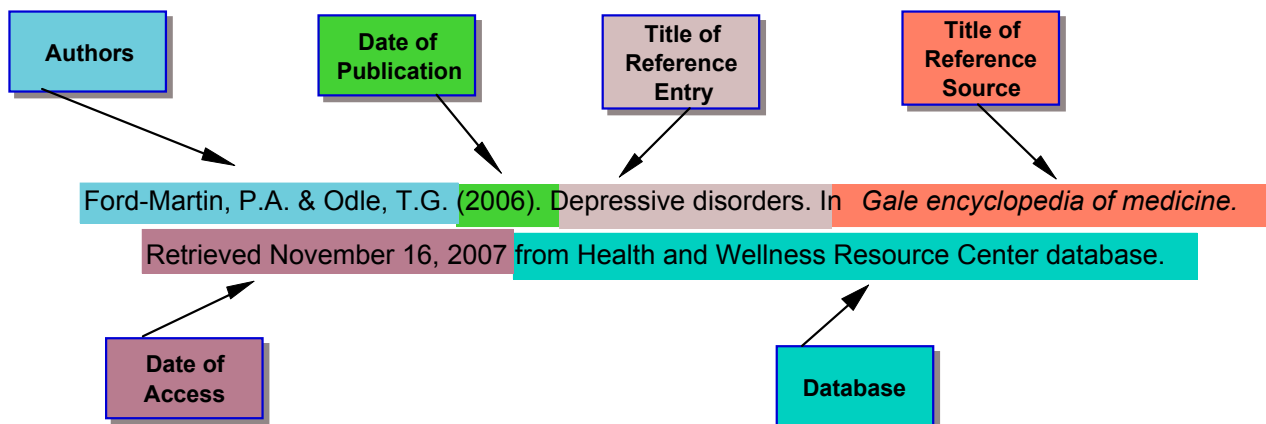 Authors
Date of
Publication
Title of
Reference
Entry
Title of
Reference
Source
Ford-Martin, P.A. & Odle, T.G. (2006). Depressive disorders. In Gale encyclopedia of medicine.
Retrieved November 16, 2007 from Health and Wellness Resource Center database.
Date of
Access
Database